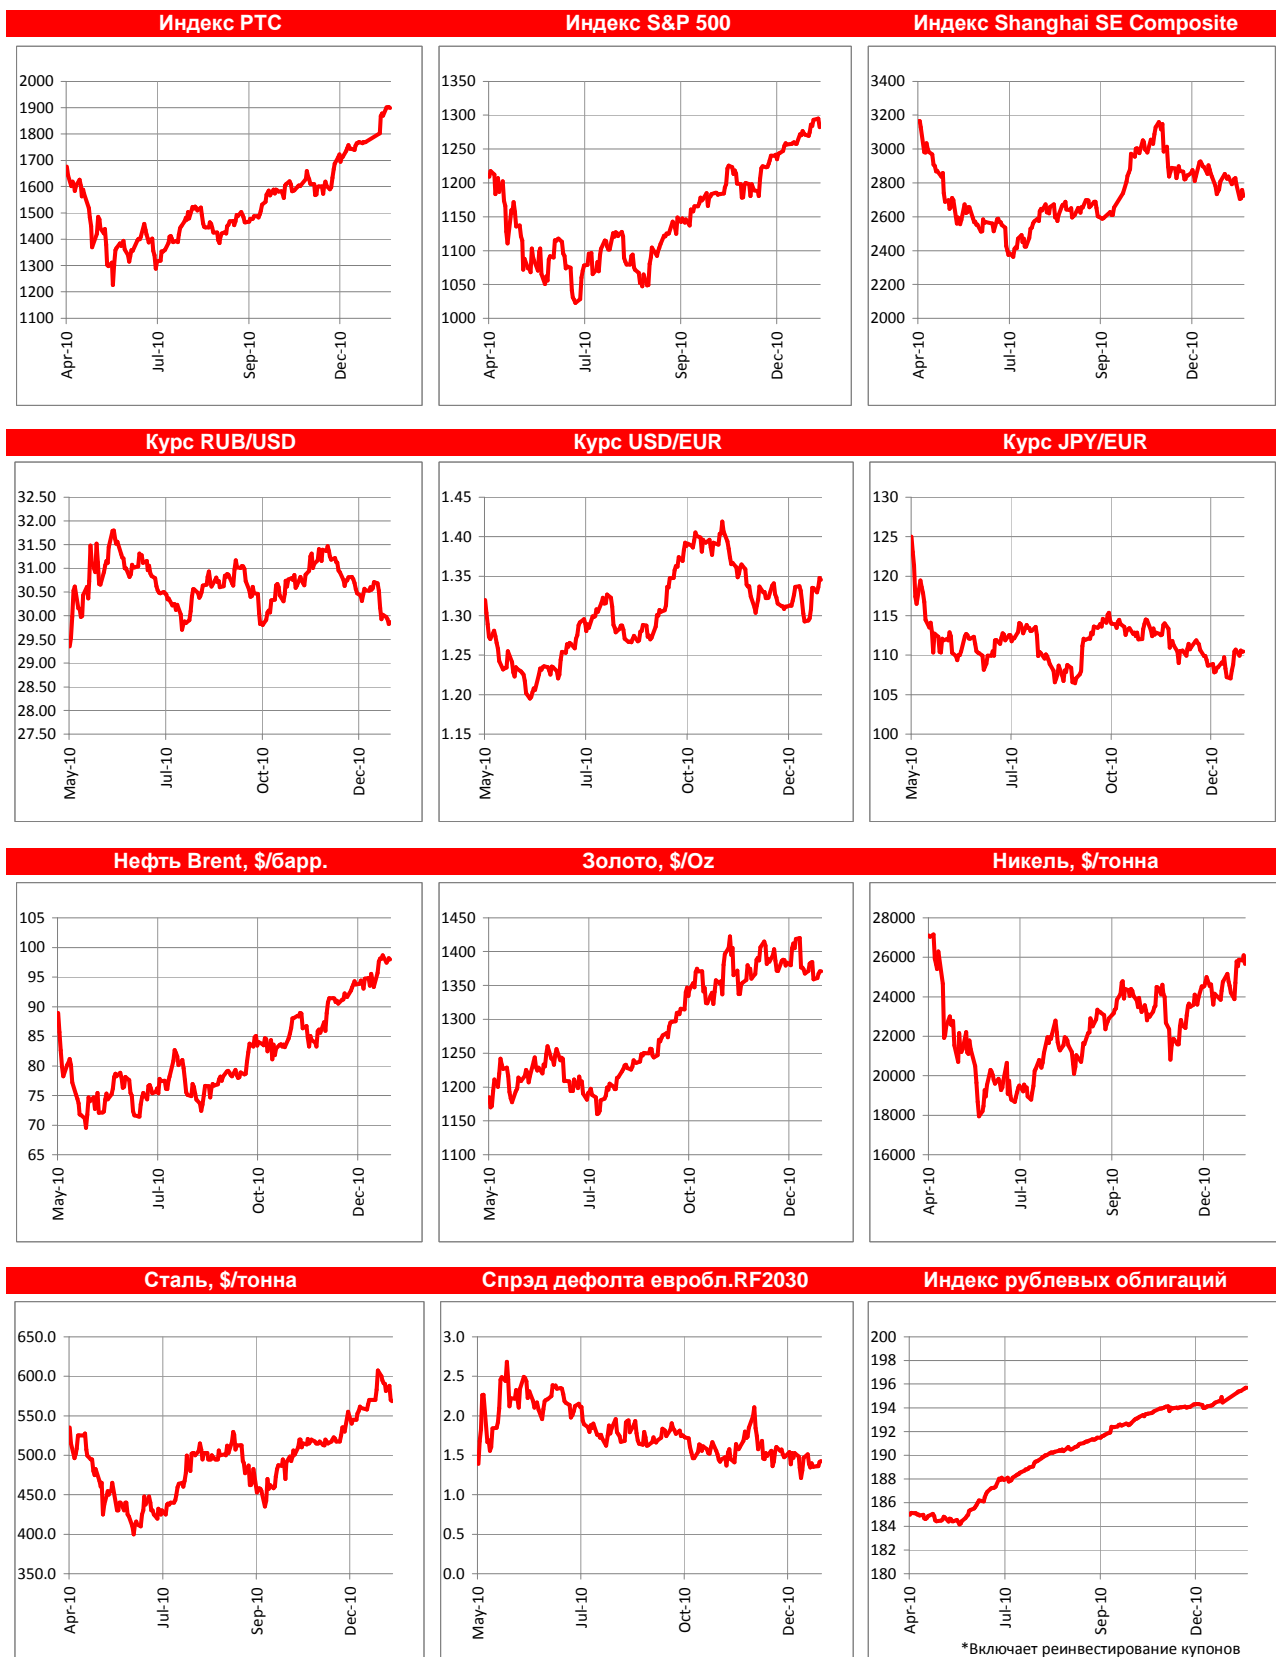 Индекс РТС
Индекс S&P 500
Индекс Shanghai SE Composite
2000
1900
1800
1700
1600
1500
1400
1300
1200
1100
Apr-10
Jul-10
Sep-10
Dec-10
1350
1300
1250
1200
1150
1100
1050
1000
Apr-10
Jul-10
Sep-10
Dec-10
3400
3200
3000
2800
2600
2400
2200
2000
Apr-10
Jul-10
Sep-10
Dec-10
Курс RUB/USD
Курс USD/EUR
Курс JPY/EUR
32.50
32.00
31.50
31.00
30.50
30.00
29.50
29.00
28.50
28.00
27.50
May-10
Jul-10
Oct-10
Dec-10
1.45
1.40
1.35
1.30
1.25
1.20
1.15
May-10
Jul-10
Oct-10
Dec-10
130
125
120
115
110
105
100
May-10
Jul-10
Oct-10
Dec-10
Нефть Brent, $/барр.
Золото, $/Oz
Никель, $/тонна
105
100
95
90
85
80
75
70
65
May-10
Jul-10
Oct-10
Dec-10
1450
1400
1350
1300
1250
1200
1150
1100
May-10
Jul-10
Oct-10
Dec-10
28000
26000
24000
22000
20000
18000
16000
Apr-10
Jul-10
Sep-10
Dec-10
Сталь, $/тонна
Спрэд дефолта евробл.RF2030
Индекс рублевых облигаций
650.0
600.0
550.0
500.0
450.0
400.0
350.0
Apr-10
Jul-10
Sep-10
Dec-10
3.0
2.5
2.0
1.5
1.0
0.5
0.0
May-10
Jul-10
Oct-10
Dec-10
200
198
196
194
192
190
188
186
184
182
180
Apr-10
Jul-10
Sep-10
Dec-10
*Включает реинвестирование купонов